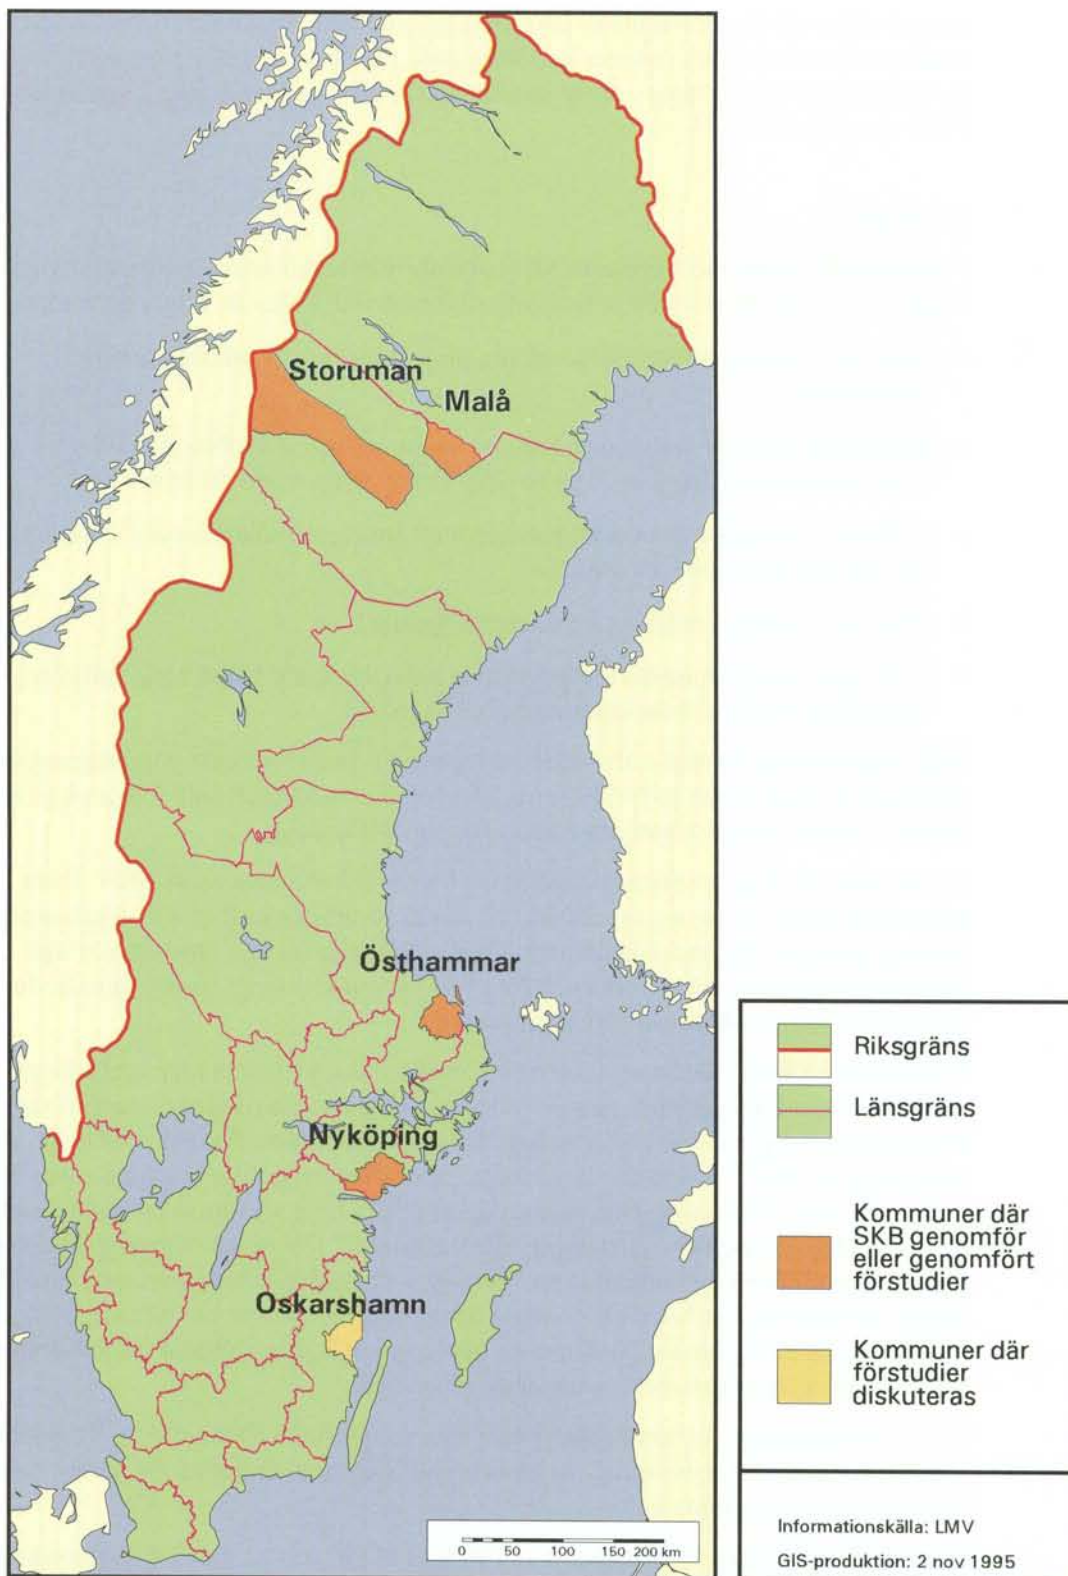 Storuman
Malå
Östhammar
Nyköping
Oskarshamn
0 50 100 150 200 km
Riksgräns
Länsgräns
Kommuner där
SKB genomför
eller genomfört
förstudier
Kommuner där
förstudier
diskuteras
Informationskälla: LMV
GIS-produktion: 2 nov 1995